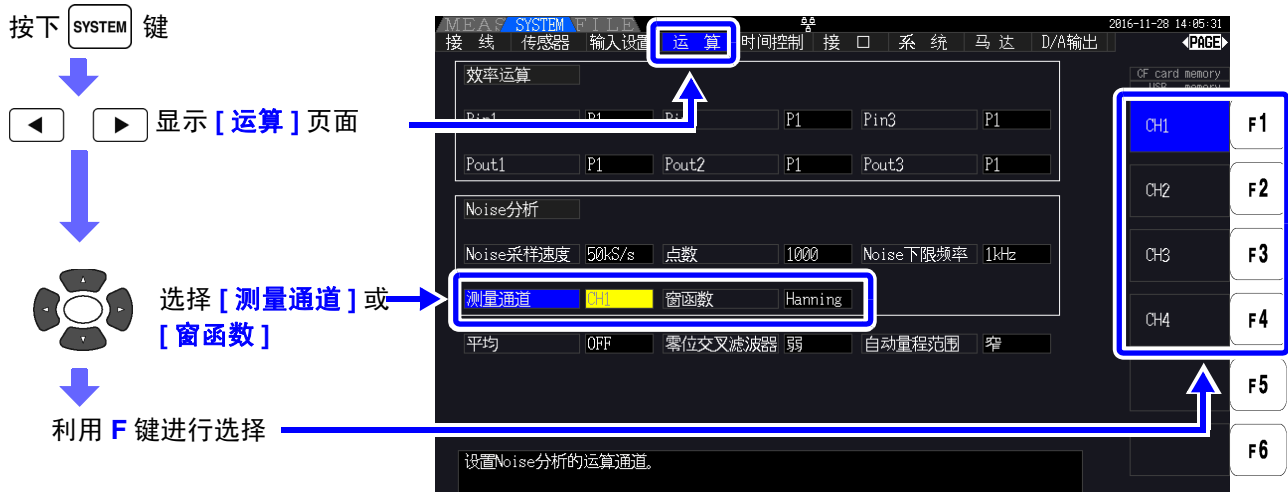 按下 SYSTEM 键
◀ ▶ 显示 [ 运算 ] 页面
选择 [ 测量通道 ] 或
[ 窗函数 ]
利用 F 键进行选择
MEAS SYSTEM FILE 2016-11-28 14:05:31
接 线 传感器 输入设置 运 算 时间控制 接 口 系 统 马 达 D/A输出 ◀PAGE▶
效率运算
Pin1 P1 P1 Pin3 P1
Pout1 P1 Pout2 P1 Pout3 P1
Noise分析
Noise采样速度 50kS/s 点数 1000 Noise下限频率 1kHz
测量通道 CH1 窗函数 Hanning
平均 OFF 零位交叉滤波器 弱 自动量程范围 窄
设置Noise分析的运算通道。
CF card memory
USB memory
CH1 F1
CH2 F2
CH3 F3
CH4 F4
F5
F6